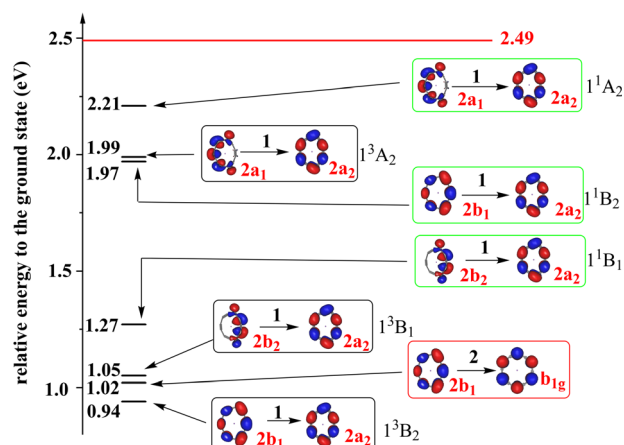 relative energy to the ground state (eV)
2.5
2.49
2.21
1
2a₁
2a₂
1¹A₂
1.99
2.0
1.97
1
2a₁
2a₂
1³A₂
1
2b₁
2a₂
1¹B₂
1.5
1
2b₂
2a₂
1¹B₁
1.27
1
2b₂
2a₂
1³B₁
1.05
1.0
1.02
2
2b₁
b₁g
0.94
1
2b₁
2a₂
1³B₂